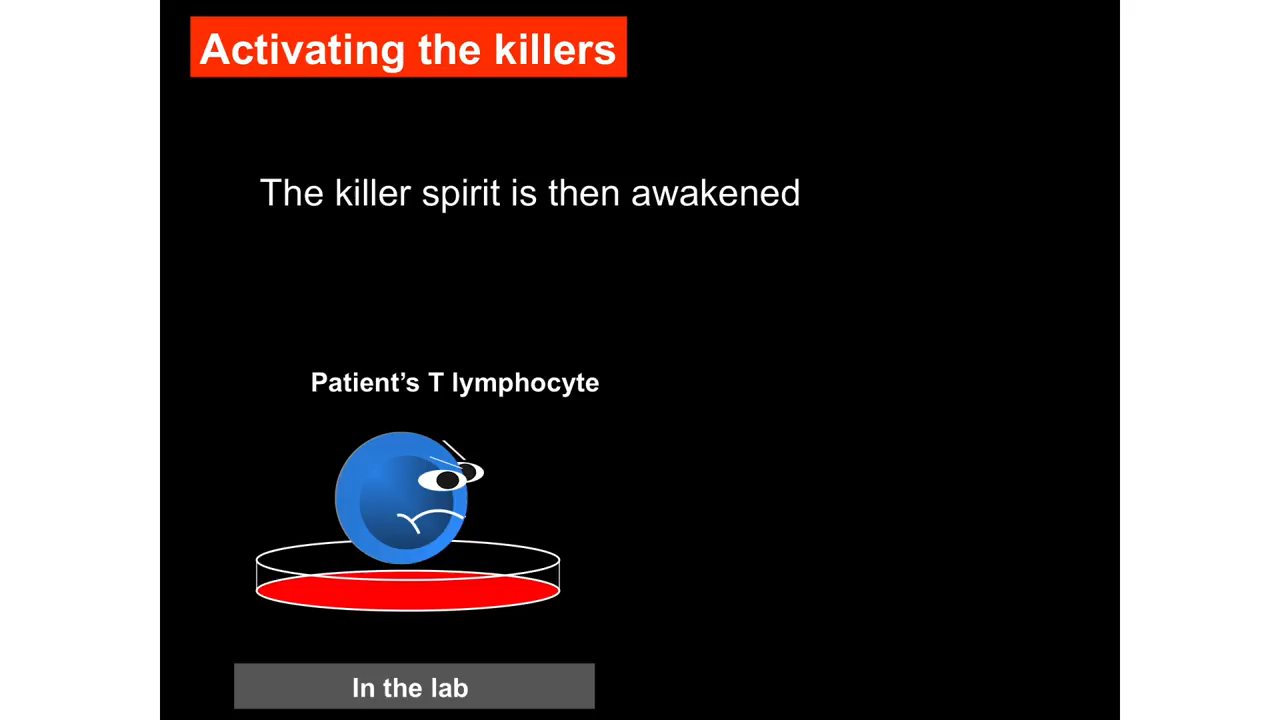 Activating the killers
The killer spirit is then awakened
Patient’s T lymphocyte
In the lab